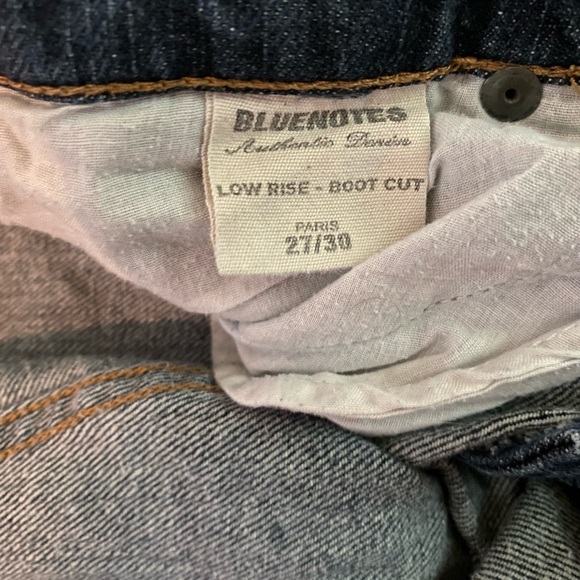 BLUENOTES
Authentic Denim
LOW RISE - BOOT CUT
PARIS
27/30